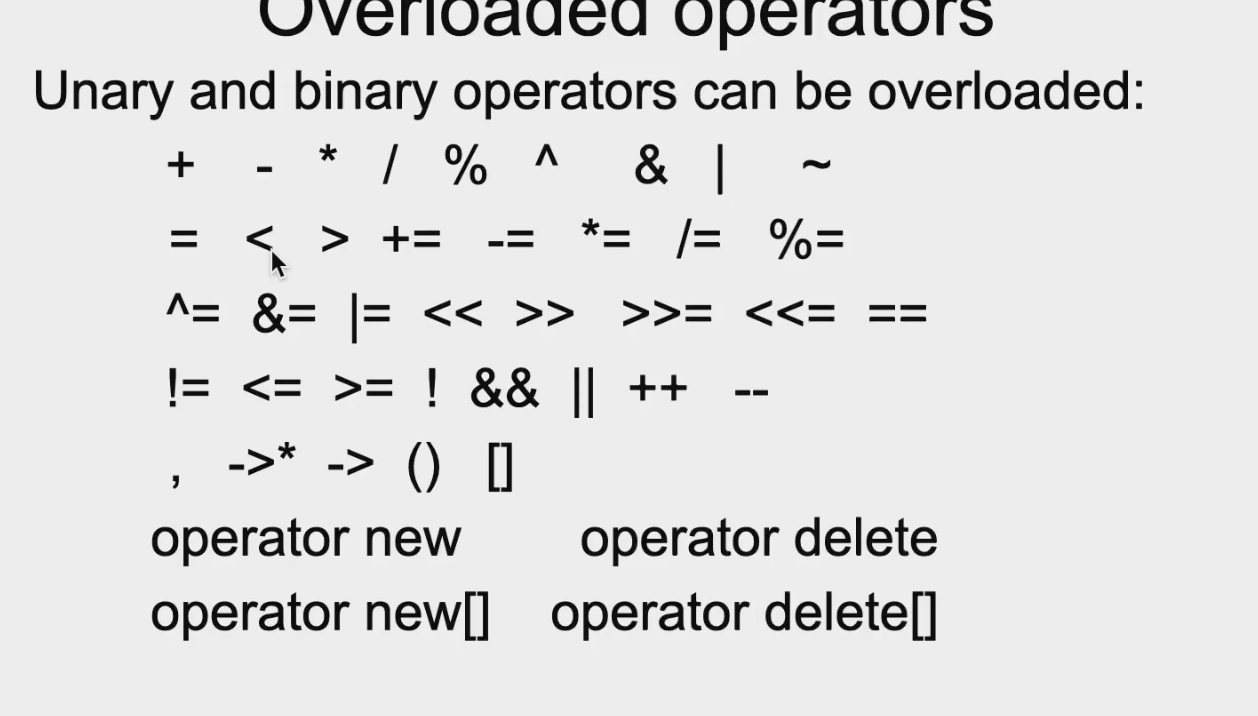 Overloaded operators
Unary and binary operators can be overloaded:
+ - * / % ^ & | ~
= < > += -= *= /= %=
^= &= |= << >> >>= <<= ==
!= <= >= ! && || ++ --
, ->* -> () []
operator new operator delete
operator new[] operator delete[]